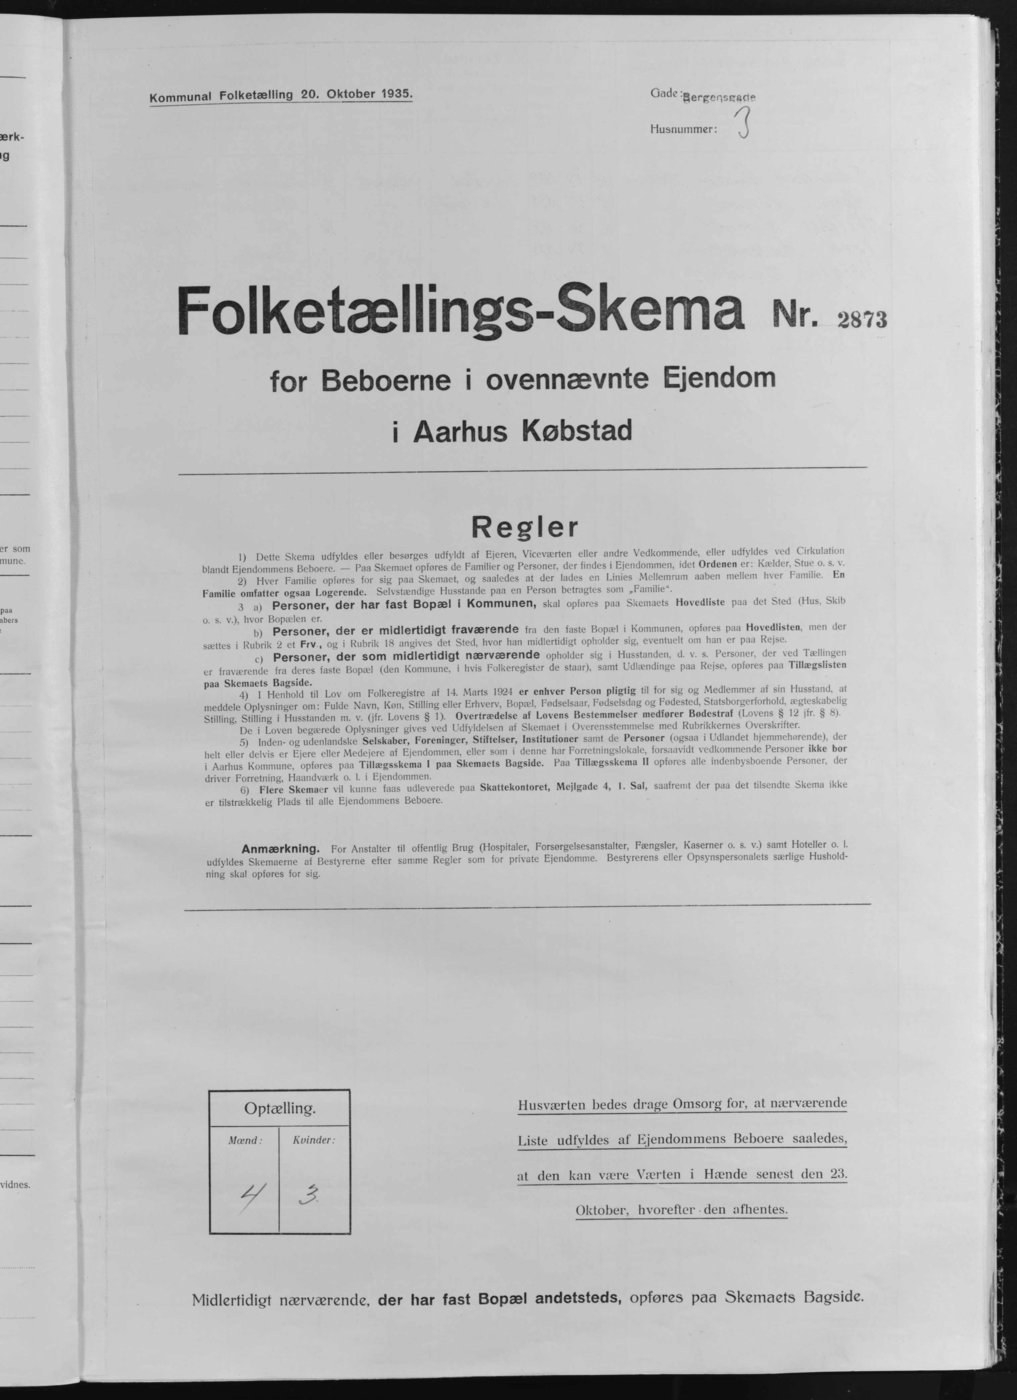 Kommunal Folketælling 20. Oktober 1935.
Gade: Bergensgade
Husnummer: 3
Folketællings-Skema Nr. 2873
for Beboerne i ovennævnte Ejendom
i Aarhus Købstad
Regler
1) Dette Skema udfyldes eller besørges udfyldt af Ejeren, Viceværten eller andre Vedkommende, eller udfyldes ved Cirkulation
blandt Ejendommens Beboere. — Paa Skemaet opføres de Familier og Personer, der findes i Ejendommen, idet Ordenen er: Kælder, Stue o. s. v.
2) Hver Familie opføres for sig paa Skemaet, og saaledes at der lades en Linies Mellemrum aaben mellem hver Familie. En
Familie omfatter ogsaa Logerende. Selvstændige Husstande paa en Person betragtes som „Familie".
3 a) Personer, der har fast Bopæl i Kommunen, skal opføres paa Skemaets Hovedliste paa det Sted (Hus, Skib
o. s. v.), hvor Bopælen er.
b) Personer, der er midlertidigt fraværende fra den faste Bopæl i Kommunen, opføres paa Hovedlisten, men der
sættes i Rubrik 2 et Frv., og i Rubrik 18 angives det Sted, hvor han midlertidigt opholder sig, eventuelt om han er paa Rejse.
c) Personer, der som midlertidigt nærværende opholder sig i Husstanden, d. v. s. Personer, der ved Tællingen
er fraværende fra deres faste Bopæl (den Kommune, i hvis Folkeregister de staar), samt Udlændinge paa Rejse, opføres paa Tillægslisten
paa Skemaets Bagside.
4) I Henhold til Lov om Folkeregistre af 14. Marts 1924 er enhver Person pligtig til for sig og Medlemmer af sin Husstand, at
meddele Oplysninger om: Fulde Navn, Køn, Stilling eller Erhverv, Bopæl, Fødselsaar, Fødselsdag og Fødested, Statsborgerforhold, ægteskabelig
Stilling, Stilling i Husstanden m. v. (jfr. Lovens § 1). Overtrædelse af Lovens Bestemmelser medfører Bødestraf (Lovens § 12 jfr. § 8).
De i Loven begærede Oplysninger gives ved Udfyldelsen af Skemaet i Overensstemmelse med Rubrikkernes Overskrifter.
5) Inden- og udenlandske Selskaber, Foreninger, Stiftelser, Institutioner samt de Personer (ogsaa i Udlandet hjemmehørende), der
helt eller delvis er Ejere eller Medejere af Ejendommen, eller som i denne har Forretningslokale, forsaavidt vedkommende Personer ikke bor
i Aarhus Kommune, opføres paa Tillægsskema I paa Skemaets Bagside. Paa Tillægsskema II opføres alle indenbysboende Personer, der
driver Forretning, Haandværk o. l. i Ejendommen.
6) Flere Skemaer vil kunne faas udleverede paa Skattekontoret, Mejlgade 4, 1. Sal, saafremt der paa det tilsendte Skema ikke
er tilstrækkelig Plads til alle Ejendommens Beboere.
Anmærkning. For Anstalter til offentlig Brug (Hospitaler, Forsørgelsesanstalter, Fængsler, Kaserner o. s. v.) samt Hoteller o. l.
udfyldes Skemaerne af Bestyrerne efter samme Regler som for private Ejendomme. Bestyrerens eller Opsynspersonalets særlige Hushold-
ning skal opføres for sig.
Optælling.
Mænd: Kvinder:
4 3
Husværten bedes drage Omsorg for, at nærværende
Liste udfyldes af Ejendommens Beboere saaledes,
at den kan være Værten i Hænde senest den 23.
Oktober, hvorefter den afhentes.
Midlertidigt nærværende, der har fast Bopæl andetsteds, opføres paa Skemaets Bagside.